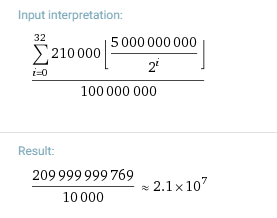 Input interpretation:
32
∑ 210 000 ⌊ 5 000 000 000 / 2^i ⌋
i=0
100 000 000
Result:
209 999 999 769
10 000
≈ 2.1×10^7